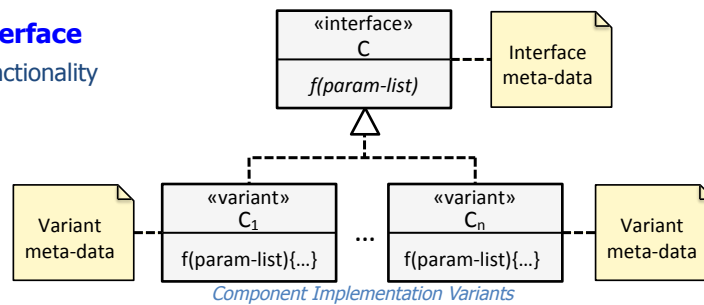 erface
nctionality
«interface»
C
f(param-list)
Interface
meta-data
Variant
meta-data
«variant»
C₁
f(param-list){...}
...
«variant»
Cₙ
f(param-list){...}
Variant
meta-data
Component Implementation Variants